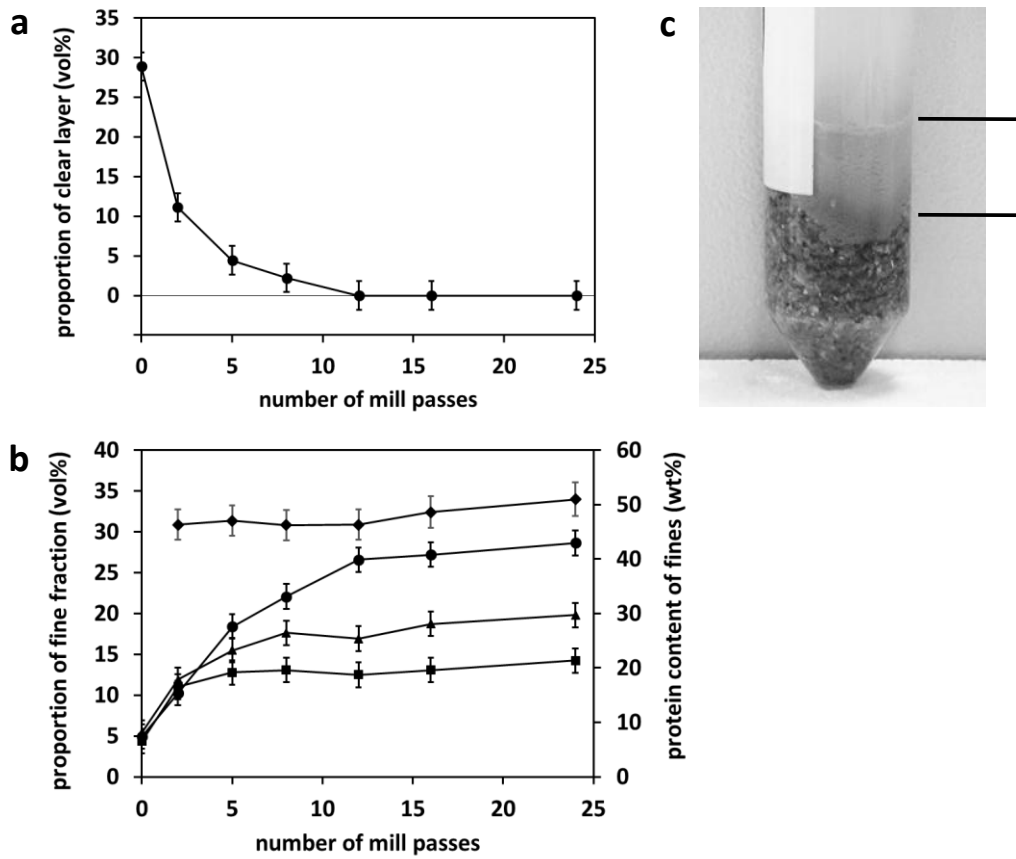 a
proportion of clear layer (vol%)
35
30
25
20
15
10
5
0
0 5 10 15 20 25
number of mill passes
c
b
proportion of fine fraction (vol%)
40
35
30
25
20
15
10
5
0
0 5 10 15 20 25
number of mill passes
60
50
40
30
20
10
0
protein content of fines (wt%)